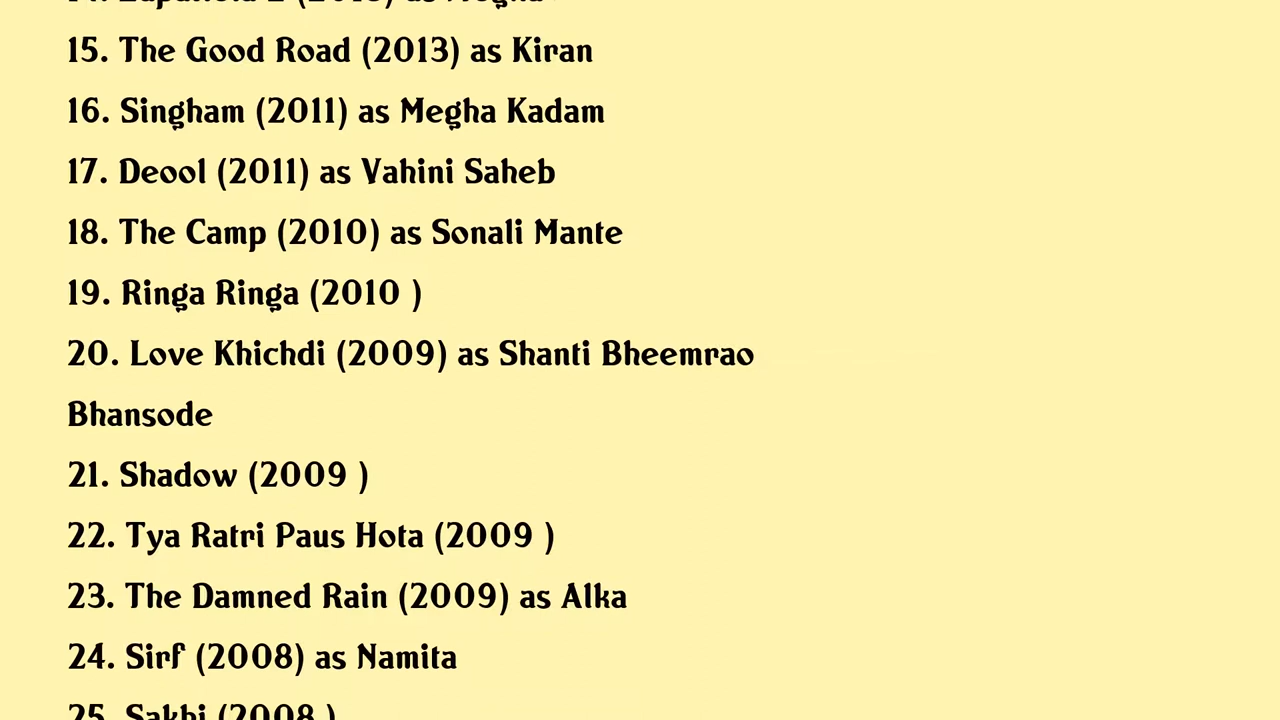 15. The Good Road (2013) as Kiran
16. Singham (2011) as Megha Kadam
17. Deool (2011) as Vahini Saheb
18. The Camp (2010) as Sonali Mante
19. Ringa Ringa (2010 )
20. Love Khichdi (2009) as Shanti Bheemrao
Bhansode
21. Shadow (2009 )
22. Tya Ratri Paus Hota (2009 )
23. The Damned Rain (2009) as Alka
24. Sirf (2008) as Namita
25. Sakhi (2008 )